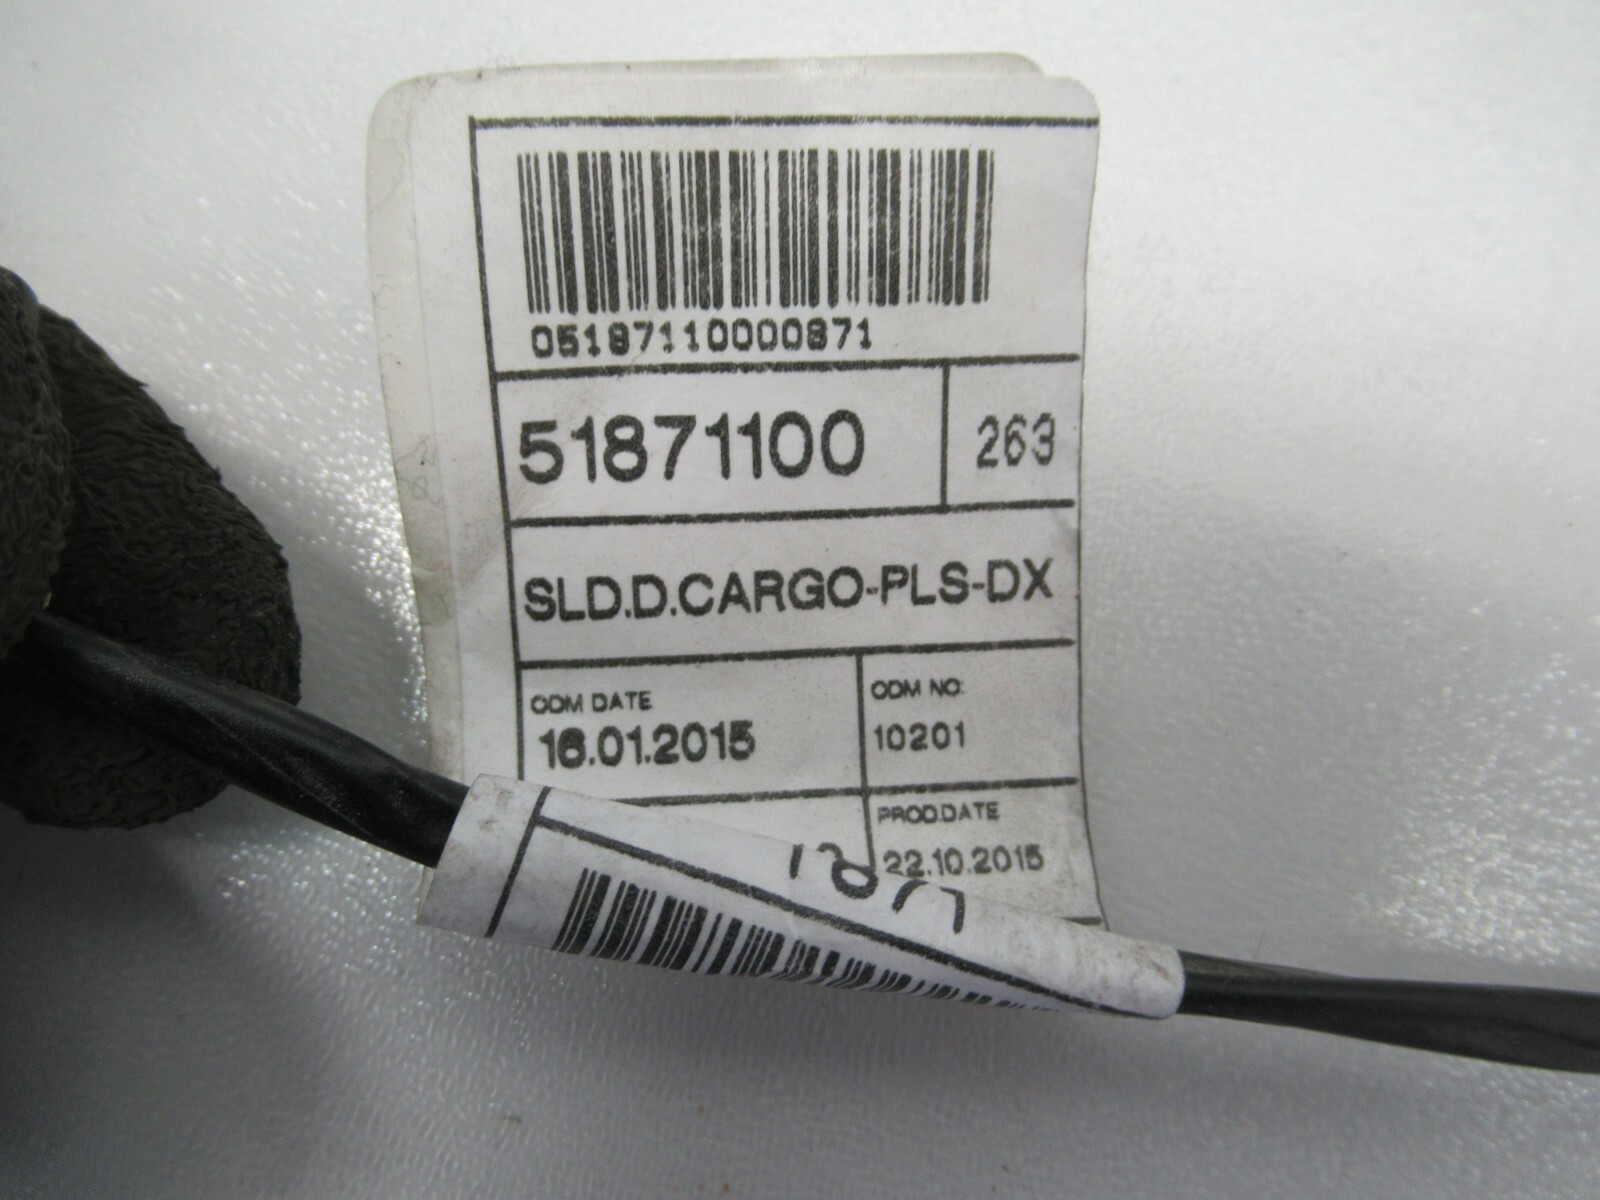 05187110000871
51871100
263
SLD.D.CARGO-PLS-DX
ODM DATE
16.01.2015
ODM NO:
10201
PROD.DATE
22.10.2015